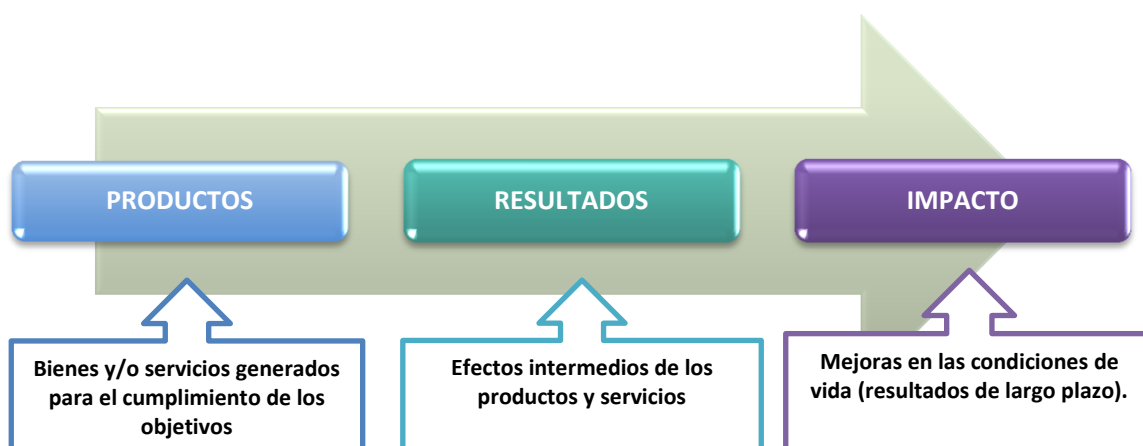 PRODUCTOS
RESULTADOS
IMPACTO
Bienes y/o servicios generados
para el cumplimiento de los
objetivos
Efectos intermedios de los
productos y servicios
Mejoras en las condiciones de
vida (resultados de largo plazo).